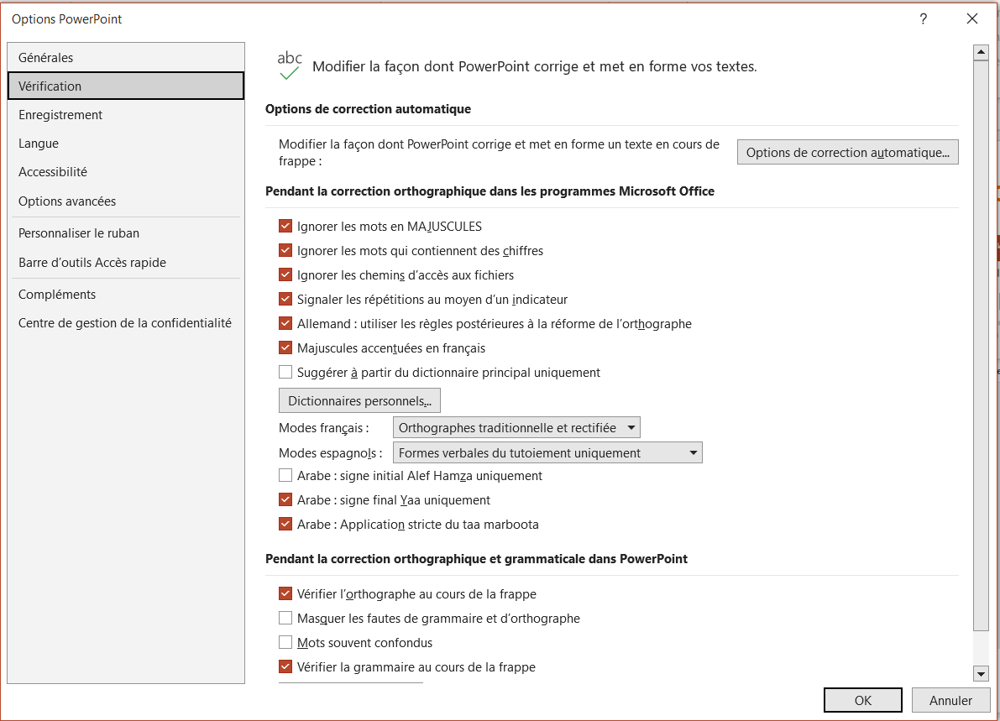 Options PowerPoint
?
Générales
Vérification
Enregistrement
Langue
Accessibilité
Options avancées
Personnaliser le ruban
Barre d’outils Accès rapide
Compléments
Centre de gestion de la confidentialité
abc
Modifier la façon dont PowerPoint corrige et met en forme vos textes.
Options de correction automatique
Modifier la façon dont PowerPoint corrige et met en forme un texte en cours de
frappe :
Options de correction automatique...
Pendant la correction orthographique dans les programmes Microsoft Office
Ignorer les mots en MAJUSCULES
Ignorer les mots qui contiennent des chiffres
Ignorer les chemins d’accès aux fichiers
Signaler les répétitions au moyen d’un indicateur
Allemand : utiliser les règles postérieures à la réforme de l’orthographe
Majuscules accentuées en français
Suggérer à partir du dictionnaire principal uniquement
Dictionnaires personnels...
Modes français :
Orthographes traditionnelle et rectifiée
Modes espagnols :
Formes verbales du tutoiement uniquement
Arabe : signe initial Alef Hamza uniquement
Arabe : signe final Yaa uniquement
Arabe : Application stricte du taa marboota
Pendant la correction orthographique et grammaticale dans PowerPoint
Vérifier l’orthographe au cours de la frappe
Masquer les fautes de grammaire et d’orthographe
Mots souvent confondus
Vérifier la grammaire au cours de la frappe
OK
Annuler